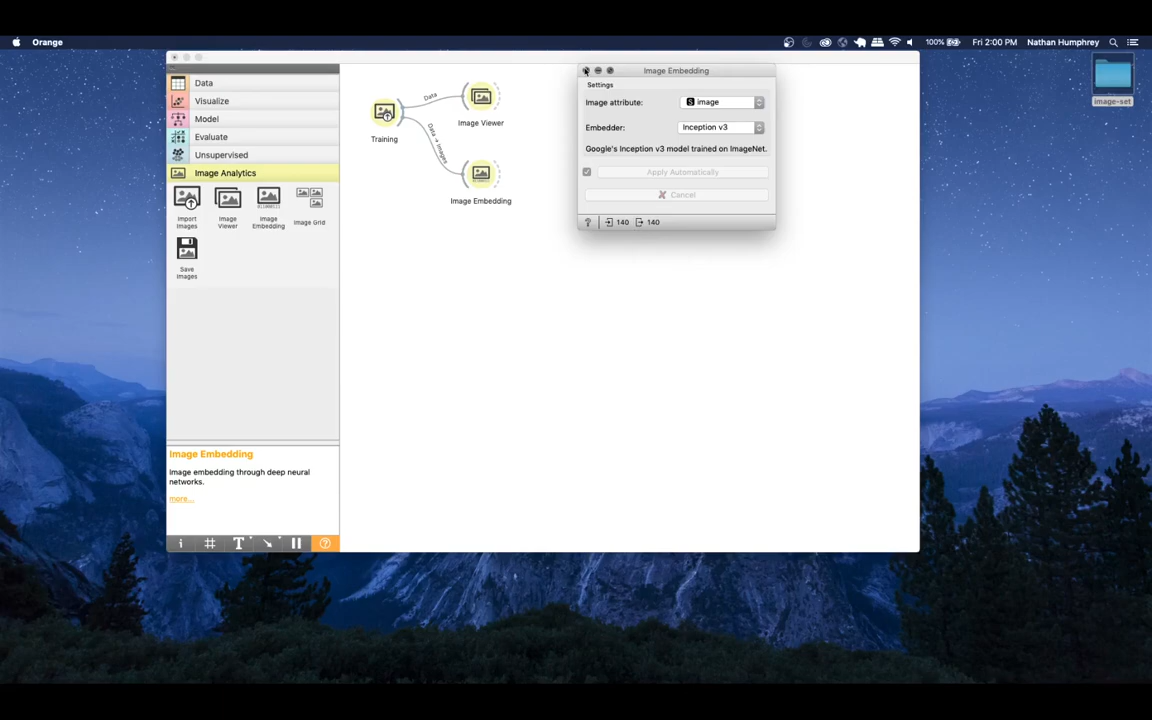 Orange
100%
Fri 2:00 PM
Nathan Humphrey
image-set
Data
Visualize
Model
Evaluate
Unsupervised
Image Analytics
Import Images
Image Viewer
Image Embedding
Image Grid
Save Images
Image Embedding
Image embedding through deep neural
networks.
more...
Training
Data
Image Viewer
Data → Images
Image Embedding
Image Embedding
Settings
Image attribute:
S image
Embedder:
Inception v3
Google's Inception v3 model trained on ImageNet.
Apply Automatically
Cancel
? 140 140